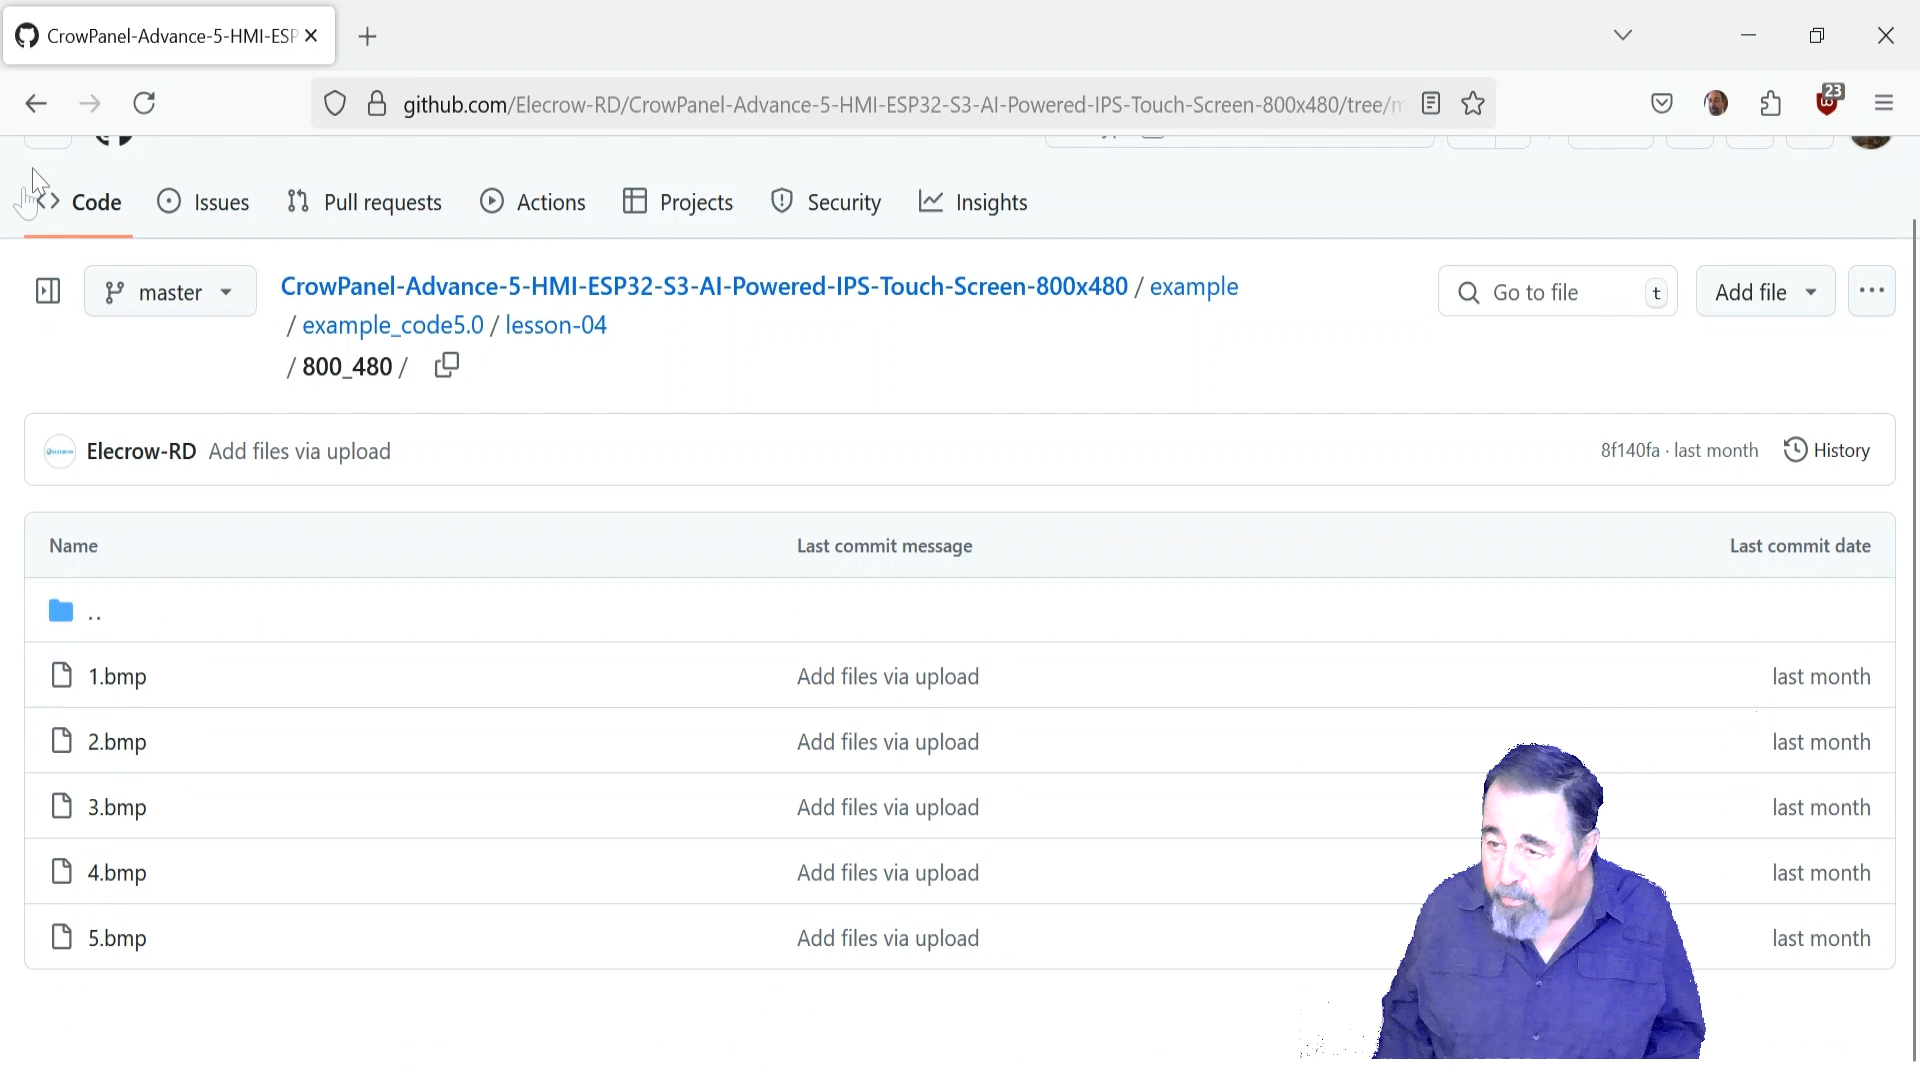 CrowPanel-Advance-5-HMI-ESP
23
github.com/Elecrow-RD/CrowPanel-Advance-5-HMI-ESP32-S3-AI-Powered-IPS-Touch-Screen-800x480/tree/m
Code Issues Pull requests Actions Projects Security Insights
master CrowPanel-Advance-5-HMI-ESP32-S3-AI-Powered-IPS-Touch-Screen-800x480 / example Go to file t Add file
/ example_code5.0 / lesson-04
/ 800_480 /
Elecrow-RD Add files via upload 8f140fa · last month History
Name Last commit message Last commit date
..
1.bmp Add files via upload last month
2.bmp Add files via upload last month
3.bmp Add files via upload last month
4.bmp Add files via upload last month
5.bmp Add files via upload last month